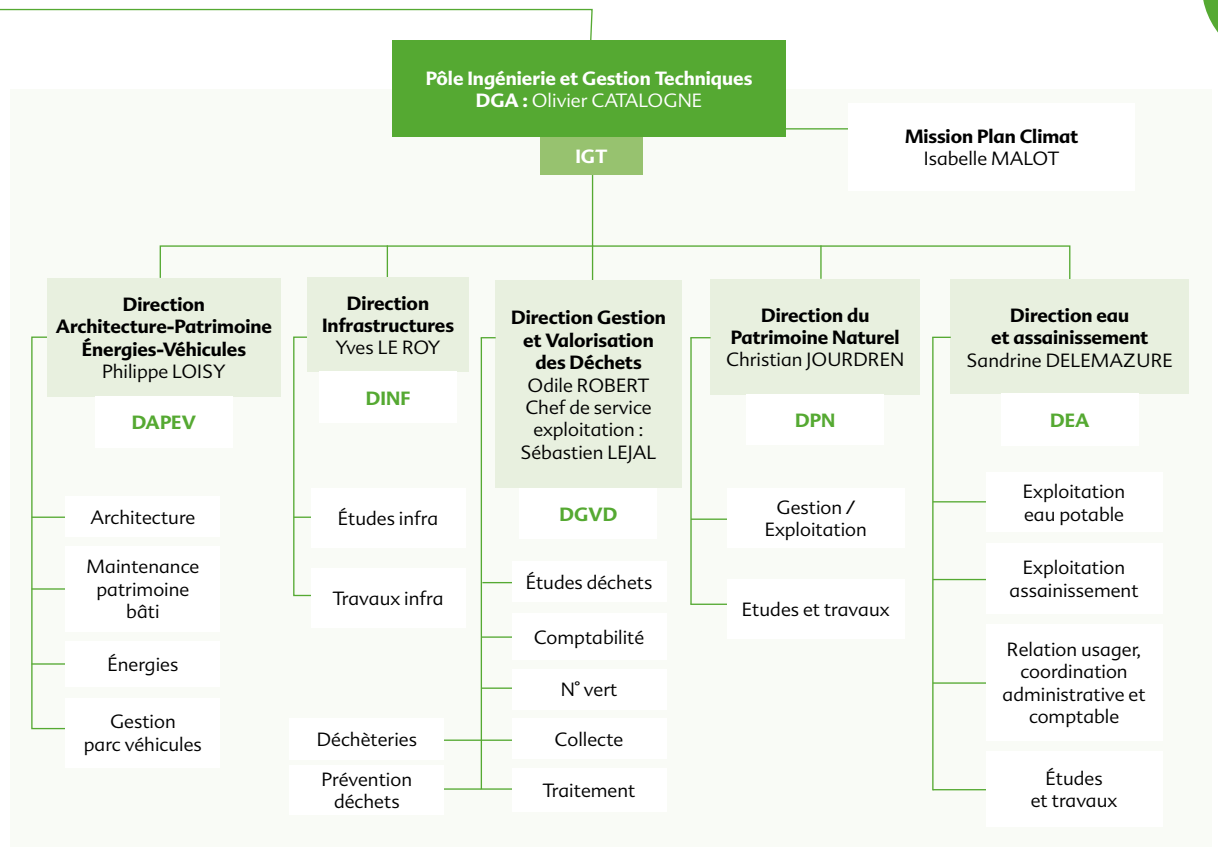 Pôle Ingénierie et Gestion Techniques
DGA : Olivier CATALOGNE
IGT
Mission Plan Climat
Isabelle MALOT
Direction
Architecture-Patrimoine
Énergies-Véhicules
Philippe LOISY
DAPEV
Architecture
Maintenance
patrimoine
bâti
Énergies
Gestion
parc véhicules
Direction
Infrastructures
Yves LE ROY
DINF
Études infra
Travaux infra
Direction Gestion
et Valorisation
des Déchets
Odile ROBERT
Chef de service
exploitation :
Sébastien LEJAL
DGVD
Études déchets
Comptabilité
N° vert
Déchèteries
Collecte
Prévention
déchets
Traitement
Direction du
Patrimoine Naturel
Christian JOURDREN
DPN
Gestion /
Exploitation
Etudes et travaux
Direction eau
et assainissement
Sandrine DELEMAZURE
DEA
Exploitation
eau potable
Exploitation
assainissement
Relation usager,
coordination
administrative et
comptable
Études
et travaux